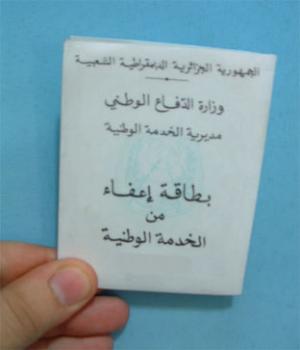 الجمهورية الجزائرية الديمقراطية الشعبية
وزارة الدفاع الوطني
مديرية الخدمة الوطنية
بطاقة إعفاء
من
الخدمة الوطنية